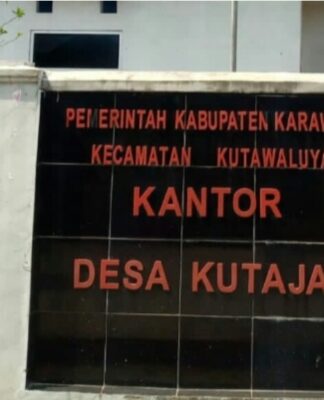 PEMERINTAH KABUPATEN KARAW
KECAMATAN KUTAWALUYA
KANTOR
DESA KUTAJA